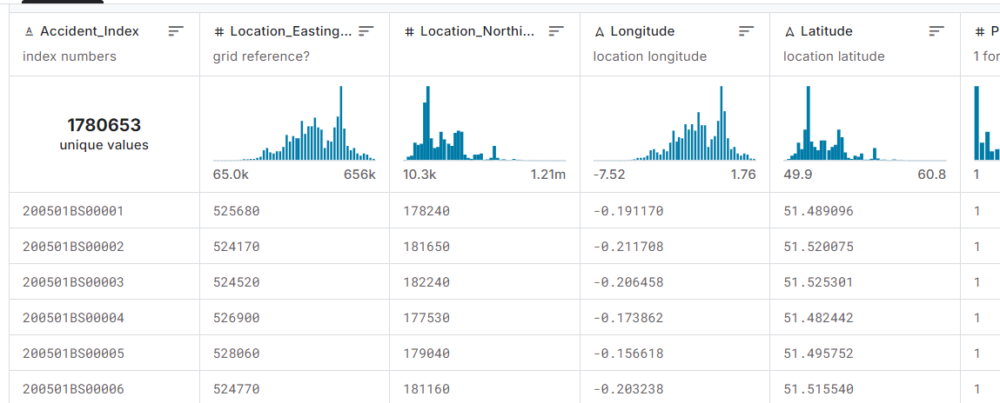 Accident_Index # Location_Easting... # Location_Northi... Longitude Latitude # P
index numbers grid reference? location longitude location latitude 1 for
1780653
unique values
65.0k 656k 10.3k 1.21m -7.52 1.76 49.9 60.8 1
200501BS00001 525680 178240 -0.191170 51.489096 1
200501BS00002 524170 181650 -0.211708 51.520075 1
200501BS00003 524520 182240 -0.206458 51.525301 1
200501BS00004 526900 177530 -0.173862 51.482442 1
200501BS00005 528060 179040 -0.156618 51.495752 1
200501BS00006 524770 181160 -0.203238 51.515540 1